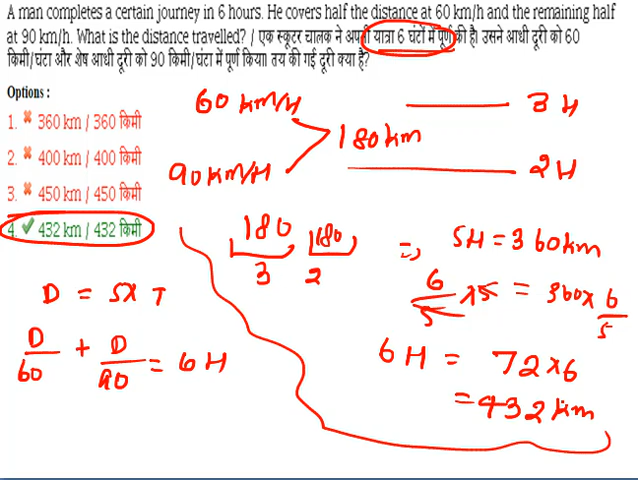 A man completes a certain journey in 6 hours. He covers half the distance at 60 km/h and the remaining half
at 90 km/h. What is the distance travelled? / एक स्कूटर चालक ने अपनी यात्रा 6 घंटों में पूर्ण की है। उसने आधी दूरी को 60
किमी/घंटा और शेष आधी दूरी को 90 किमी/घंटा में पूर्ण किया। तय की गई दूरी क्या है?
Options :
1. ✖ 360 km / 360 किमी
2. ✖ 400 km / 400 किमी
3. ✖ 450 km / 450 किमी
4. ✔ 432 km / 432 किमी
60 km/H
3 H
180 km
90 km/H
2 H
180 180
3 2
⇒ 5H = 360 km
6/5 × 5 = 360 × 6/5
6 H = 72 × 6
= 432 km
D = S × T
D/60 + D/90 = 6 H